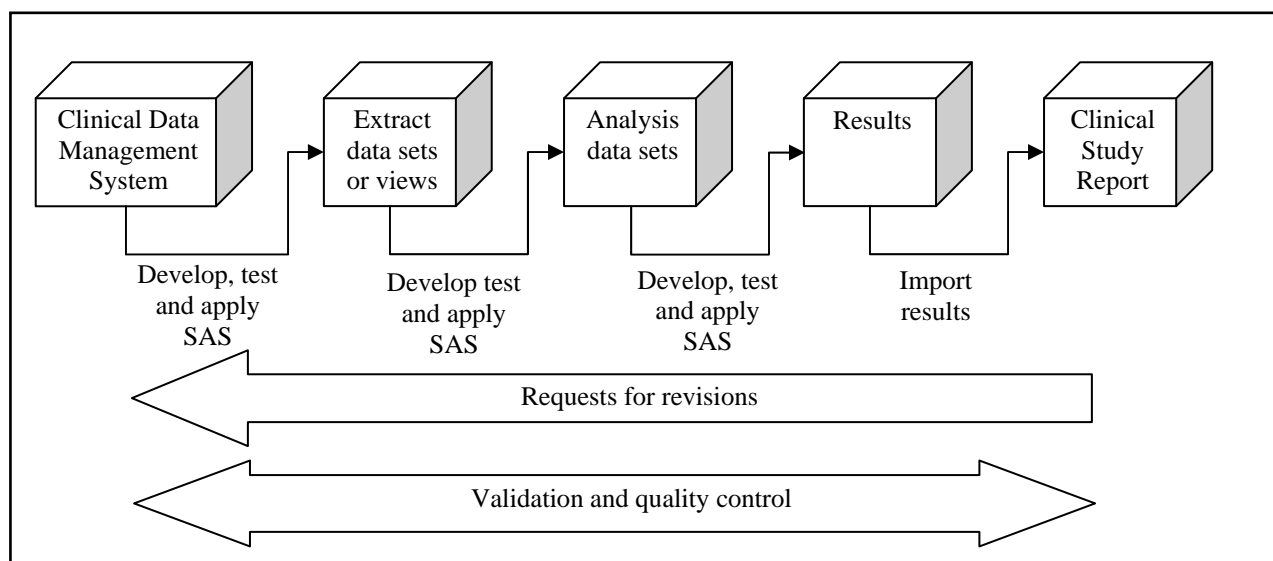 Clinical Data
Management
System
Extract
data sets
or views
Analysis
data sets
Results
Clinical
Study
Report
Develop, test
and apply
SAS
Develop test
and apply
SAS
Develop, test
and apply
SAS
Import
results
Requests for revisions
Validation and quality control